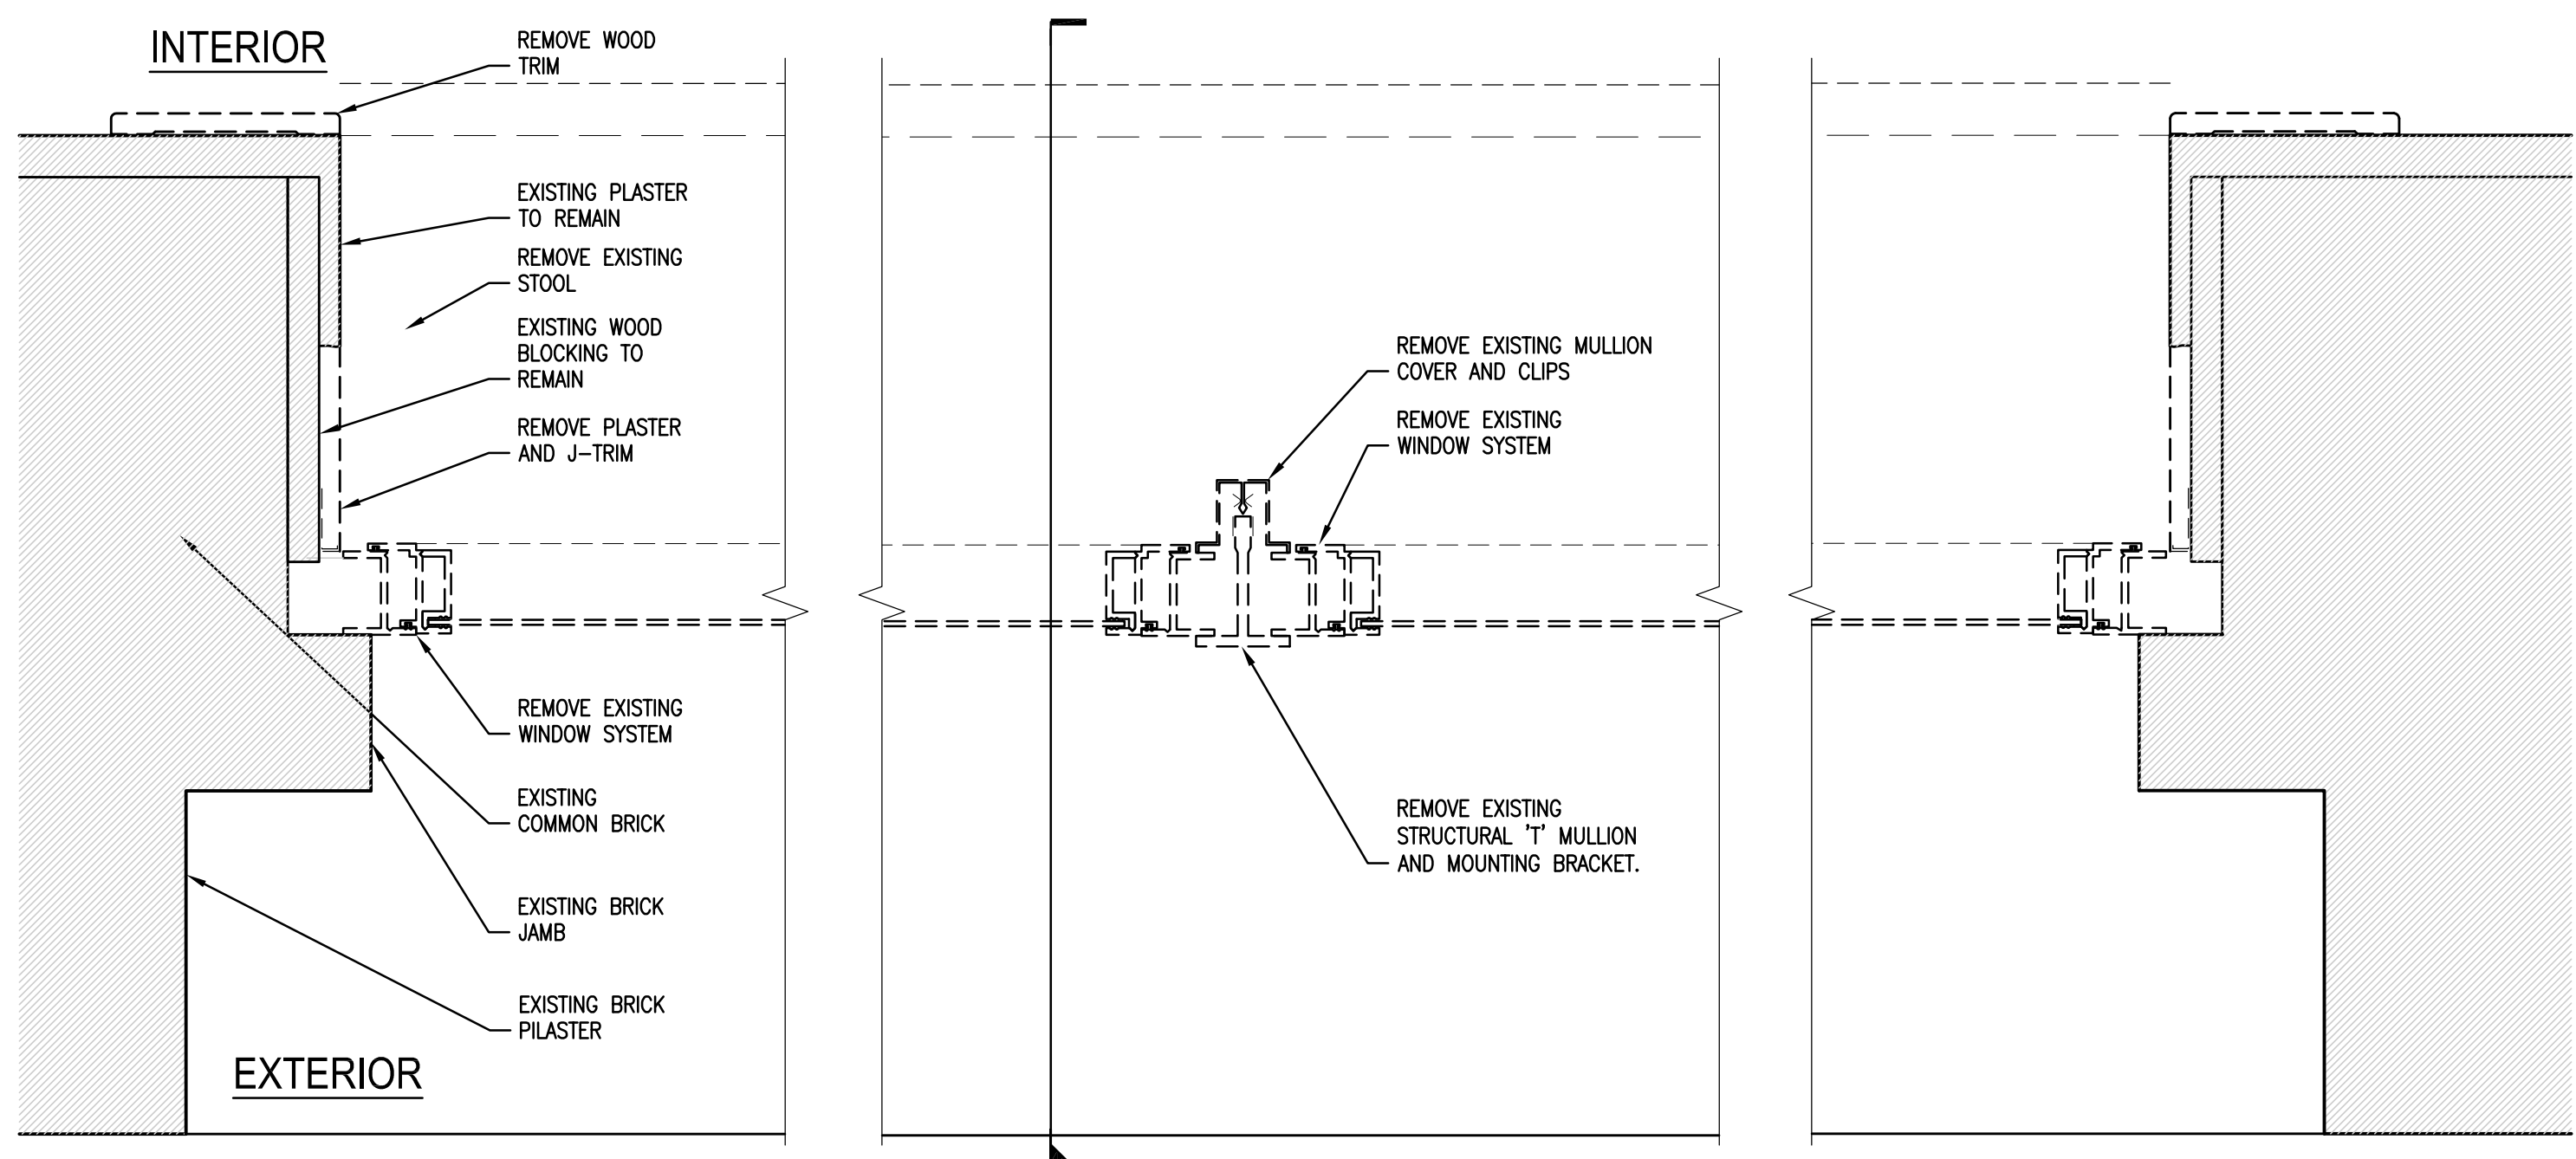 INTERIOR
REMOVE WOOD
TRIM
EXISTING PLASTER
TO REMAIN
REMOVE EXISTING
STOOL
EXISTING WOOD
BLOCKING TO
REMAIN
REMOVE PLASTER
AND J-TRIM
REMOVE EXISTING
WINDOW SYSTEM
EXISTING
COMMON BRICK
EXISTING BRICK
JAMB
EXISTING BRICK
PILASTER
EXTERIOR
REMOVE EXISTING MULLION
COVER AND CLIPS
REMOVE EXISTING
WINDOW SYSTEM
REMOVE EXISTING
STRUCTURAL 'T' MULLION
AND MOUNTING BRACKET.